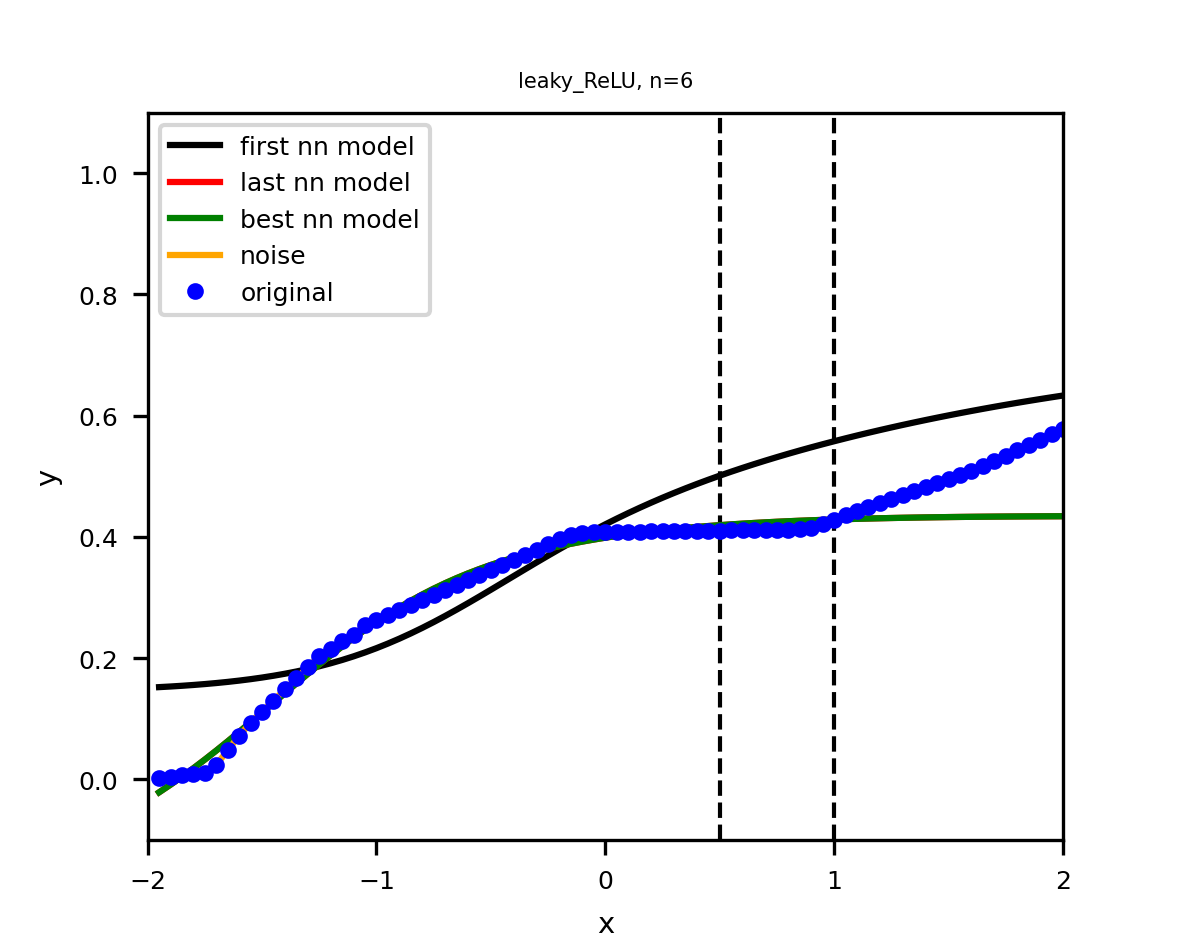 leaky_ReLU, n=6
first nn model
last nn model
best nn model
noise
original
1.0
0.8
0.6
0.4
0.2
0.0
y
−2 −1 0 1 2
x